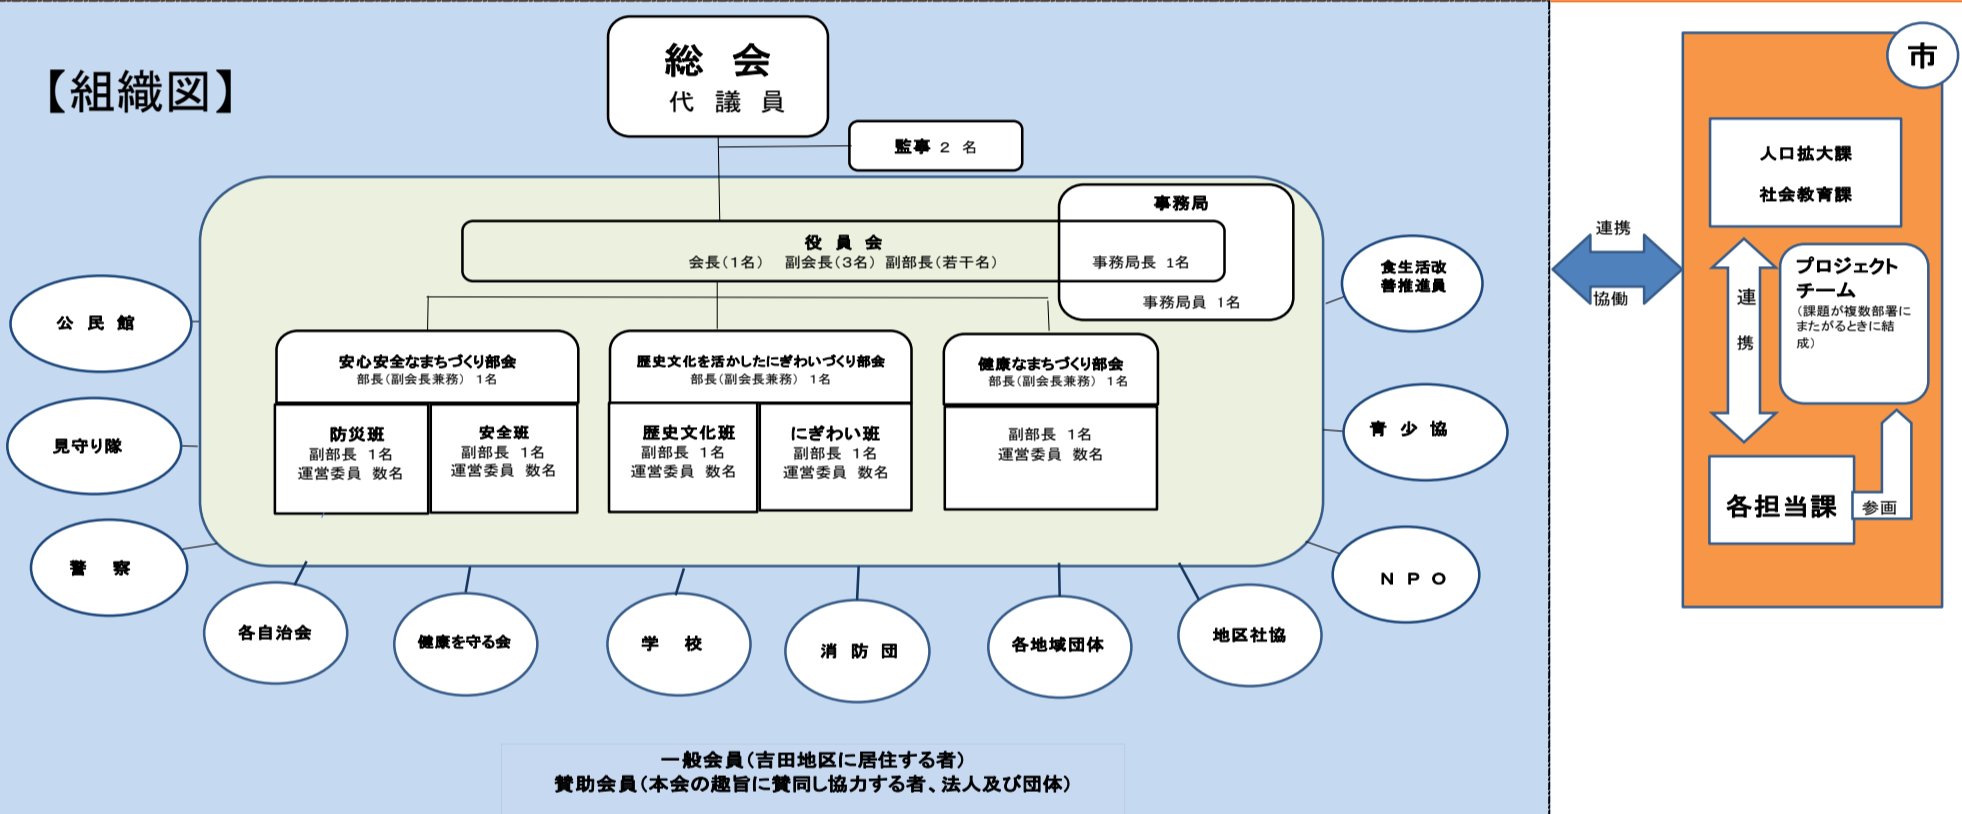 【組織図】
総 会
代 議 員
監事 2 名
事務局
役 員 会
会長(1名) 副会長(3名) 副部長(若干名)
事務局長 1名
事務局員 1名
安心安全なまちづくり部会
部長(副会長兼務) 1名
防災班
副部長 1名
運営委員 数名
安全班
副部長 1名
運営委員 数名
歴史文化を活かしたにぎわいづくり部会
部長(副会長兼務) 1名
歴史文化班
副部長 1名
運営委員 数名
にぎわい班
副部長 1名
運営委員 数名
健康なまちづくり部会
部長(副会長兼務) 1名
副部長 1名
運営委員 数名
公 民 館
見守り隊
警 察
各自治会
健康を守る会
学 校
消 防 団
各地域団体
地区社協
NPO
青 少 協
食生活改
善推進員
一般会員(吉田地区に居住する者)
賛助会員(本会の趣旨に賛同し協力する者、法人及び団体)
連携
協働
市
人口拡大課
社会教育課
連
携
プロジェクト
チーム
(課題が複数部署に
またがるときに結
成)
各担当課
参画